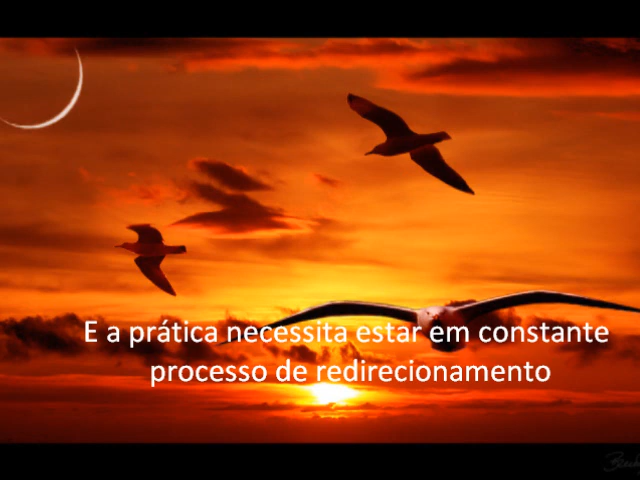 E a prática necessita estar em constante
processo de redirecionamento